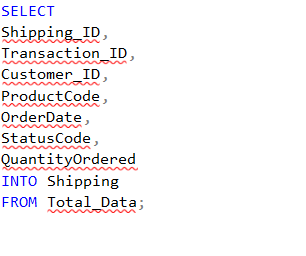 SELECT
Shipping_ID,
Transaction_ID,
Customer_ID,
ProductCode,
OrderDate,
StatusCode,
QuantityOrdered
INTO Shipping
FROM Total_Data;